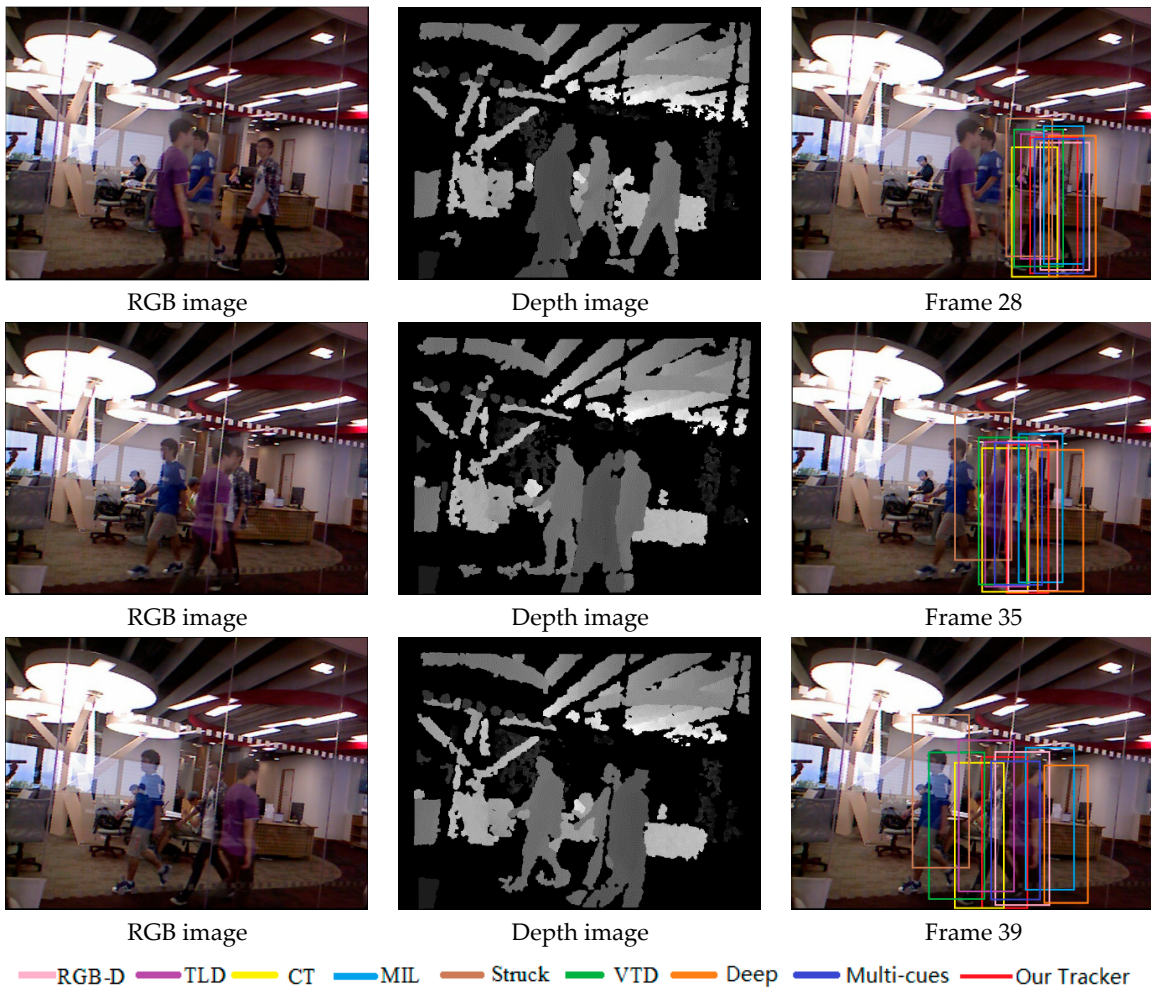 RGB image
Depth image
Frame 28
RGB image
Depth image
Frame 35
RGB image
Depth image
Frame 39
RGB-D TLD CT MIL Struck VTD Deep Multi-cues Our Tracker